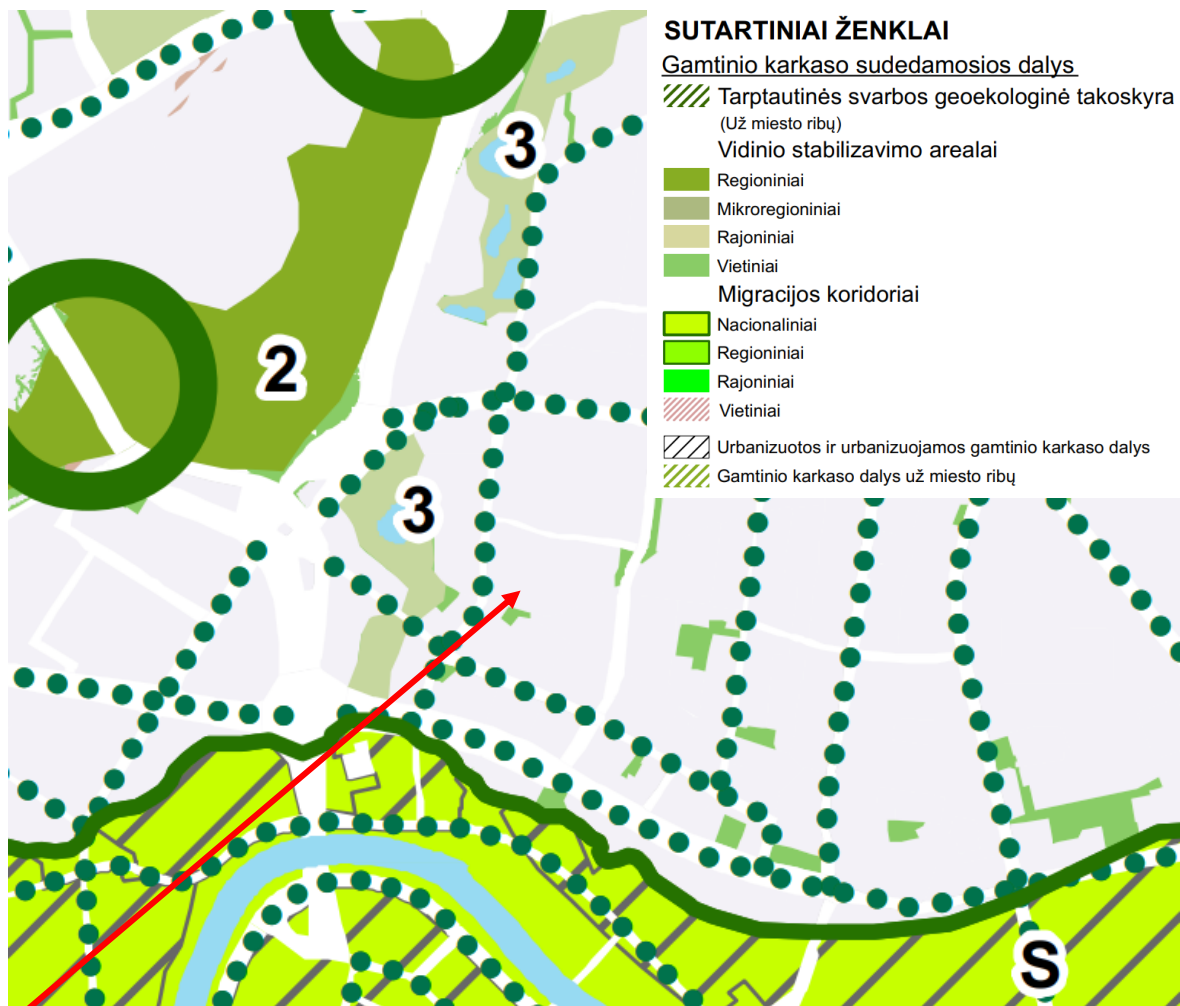 SUTARTINIAI ŽENKLAI
Gamtinio karkaso sudedamosios dalys
Tarptautinės svarbos geoekologinė takoskyra
(Už miesto ribų)
Vidinio stabilizavimo arealai
Regioniniai
Mikroregioniniai
Rajoniniai
Vietiniai
Migracijos koridoriai
Nacionaliniai
Regioniniai
Rajoniniai
Vietiniai
Urbanizuotos ir urbanizuojamos gamtinio karkaso dalys
Gamtinio karkaso dalys už miesto ribų
3
2
3
S